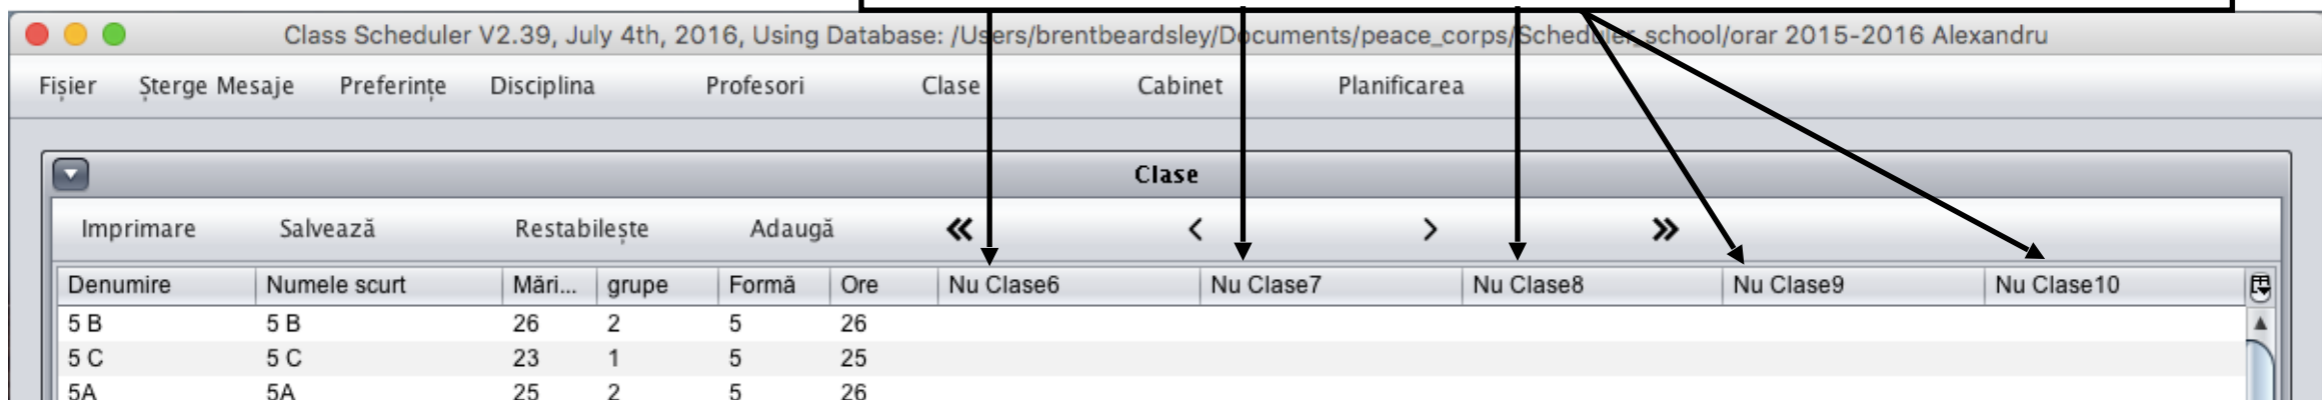 Class Scheduler V2.39, July 4th, 2016, Using Database: /Users/brentbeardsley/Documents/peace_corps/Scheduler_school/orar 2015-2016 Alexandru
Fișier Șterge Mesaje Preferințe Disciplina Profesori Clase Cabinet Planificarea
Clase
Imprimare Salvează Restabilește Adaugă « < > »
Denumire Numele scurt Mări... grupe Formă Ore Nu Clase6 Nu Clase7 Nu Clase8 Nu Clase9 Nu Clase10
5 B 5 B 26 2 5 26
5 C 5 C 23 1 5 25
5A 5A 25 2 5 26